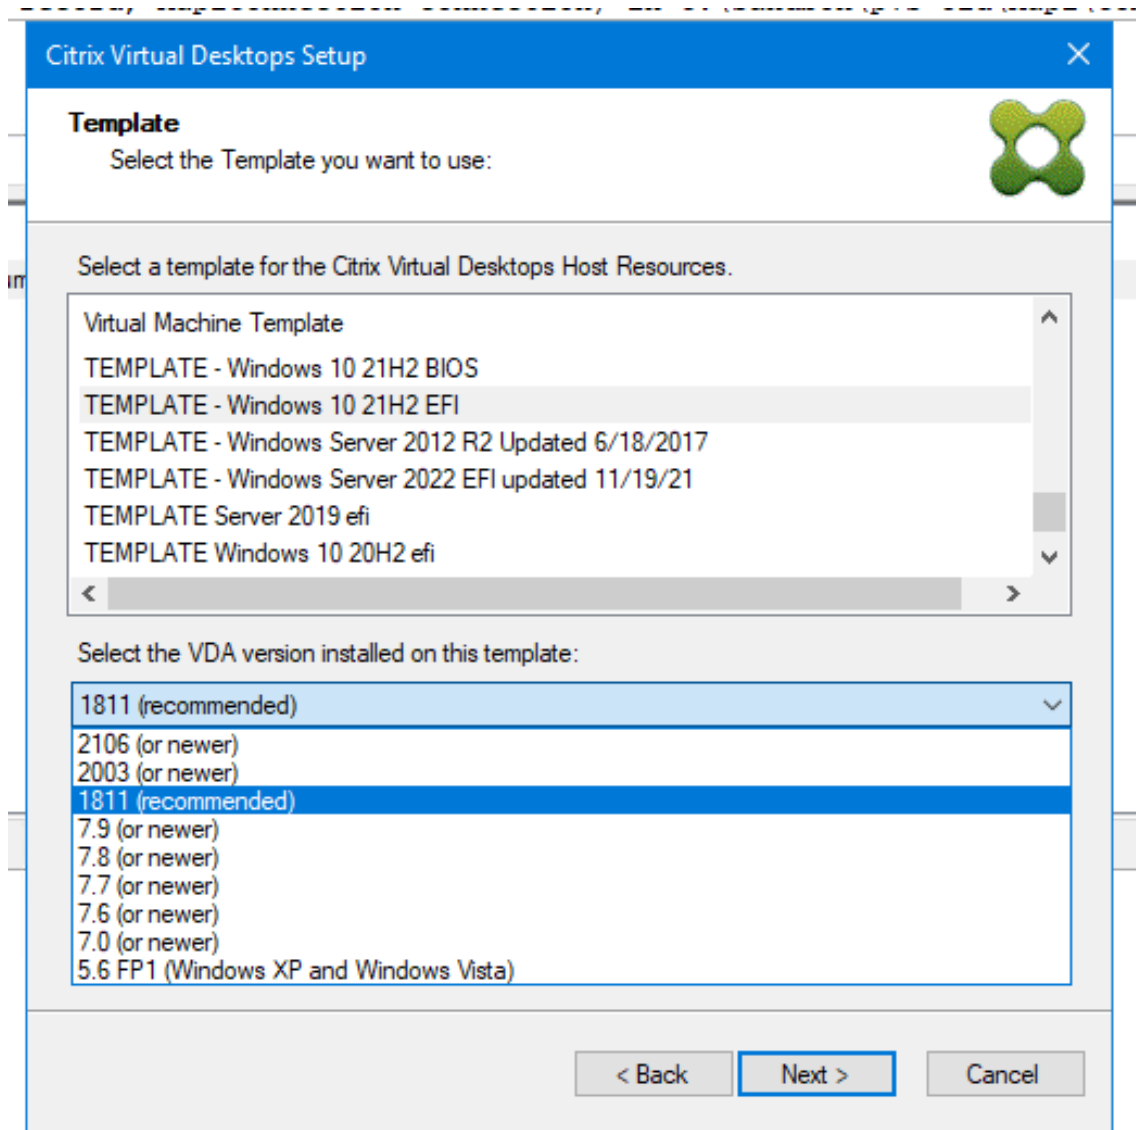 Citrix Virtual Desktops Setup
Template
Select the Template you want to use:
Select a template for the Citrix Virtual Desktops Host Resources.
Virtual Machine Template
TEMPLATE - Windows 10 21H2 BIOS
TEMPLATE - Windows 10 21H2 EFI
TEMPLATE - Windows Server 2012 R2 Updated 6/18/2017
TEMPLATE - Windows Server 2022 EFI updated 11/19/21
TEMPLATE Server 2019 efi
TEMPLATE Windows 10 20H2 efi
Select the VDA version installed on this template:
1811 (recommended)
2106 (or newer)
2003 (or newer)
1811 (recommended)
7.9 (or newer)
7.8 (or newer)
7.7 (or newer)
7.6 (or newer)
7.0 (or newer)
5.6 FP1 (Windows XP and Windows Vista)
< Back
Next >
Cancel